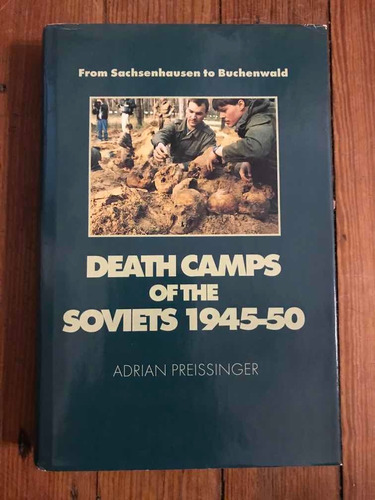 From Sachsenhausen to Buchenwald
DEATH CAMPS
OF THE
SOVIETS 1945-50
ADRIAN PREISSINGER